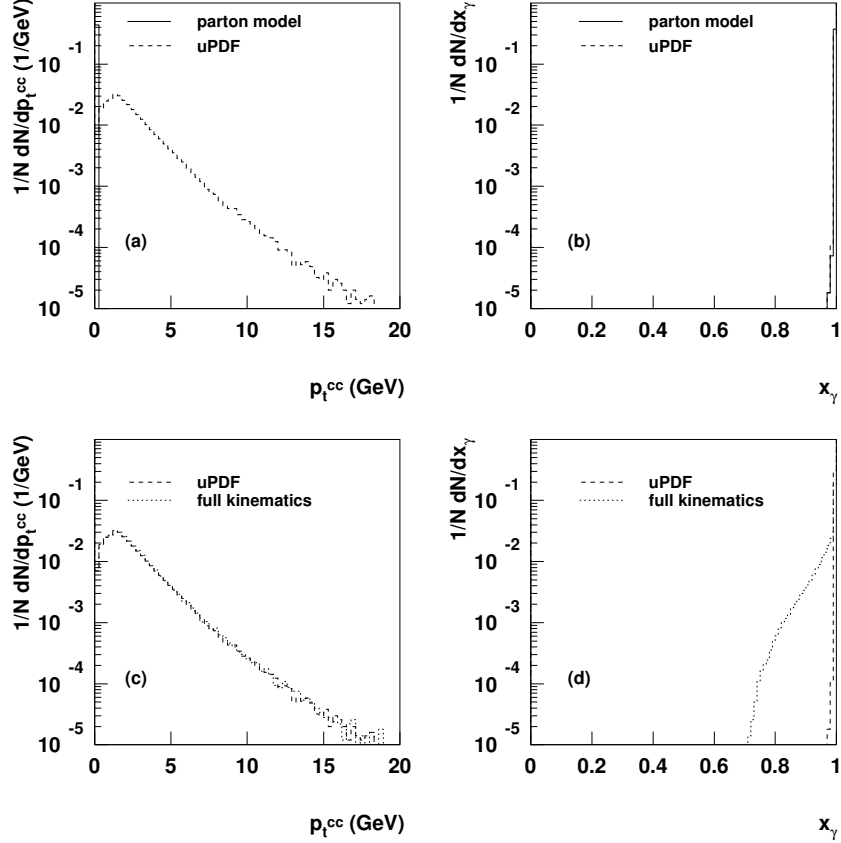 1/N dN/dp_t^cc (1/GeV)
parton model
uPDF
10^-1
10^-2
10^-3
10^-4
10^-5
(a)
0 5 10 15 20
p_t^cc (GeV)
1/N dN/dx_γ
parton model
uPDF
10^-1
10^-2
10^-3
10^-4
10^-5
(b)
0 0.2 0.4 0.6 0.8 1
x_γ
1/N dN/dp_t^cc (1/GeV)
uPDF
full kinematics
10^-1
10^-2
10^-3
10^-4
10^-5
(c)
0 5 10 15 20
p_t^cc (GeV)
1/N dN/dx_γ
uPDF
full kinematics
10^-1
10^-2
10^-3
10^-4
10^-5
(d)
0 0.2 0.4 0.6 0.8 1
x_γ